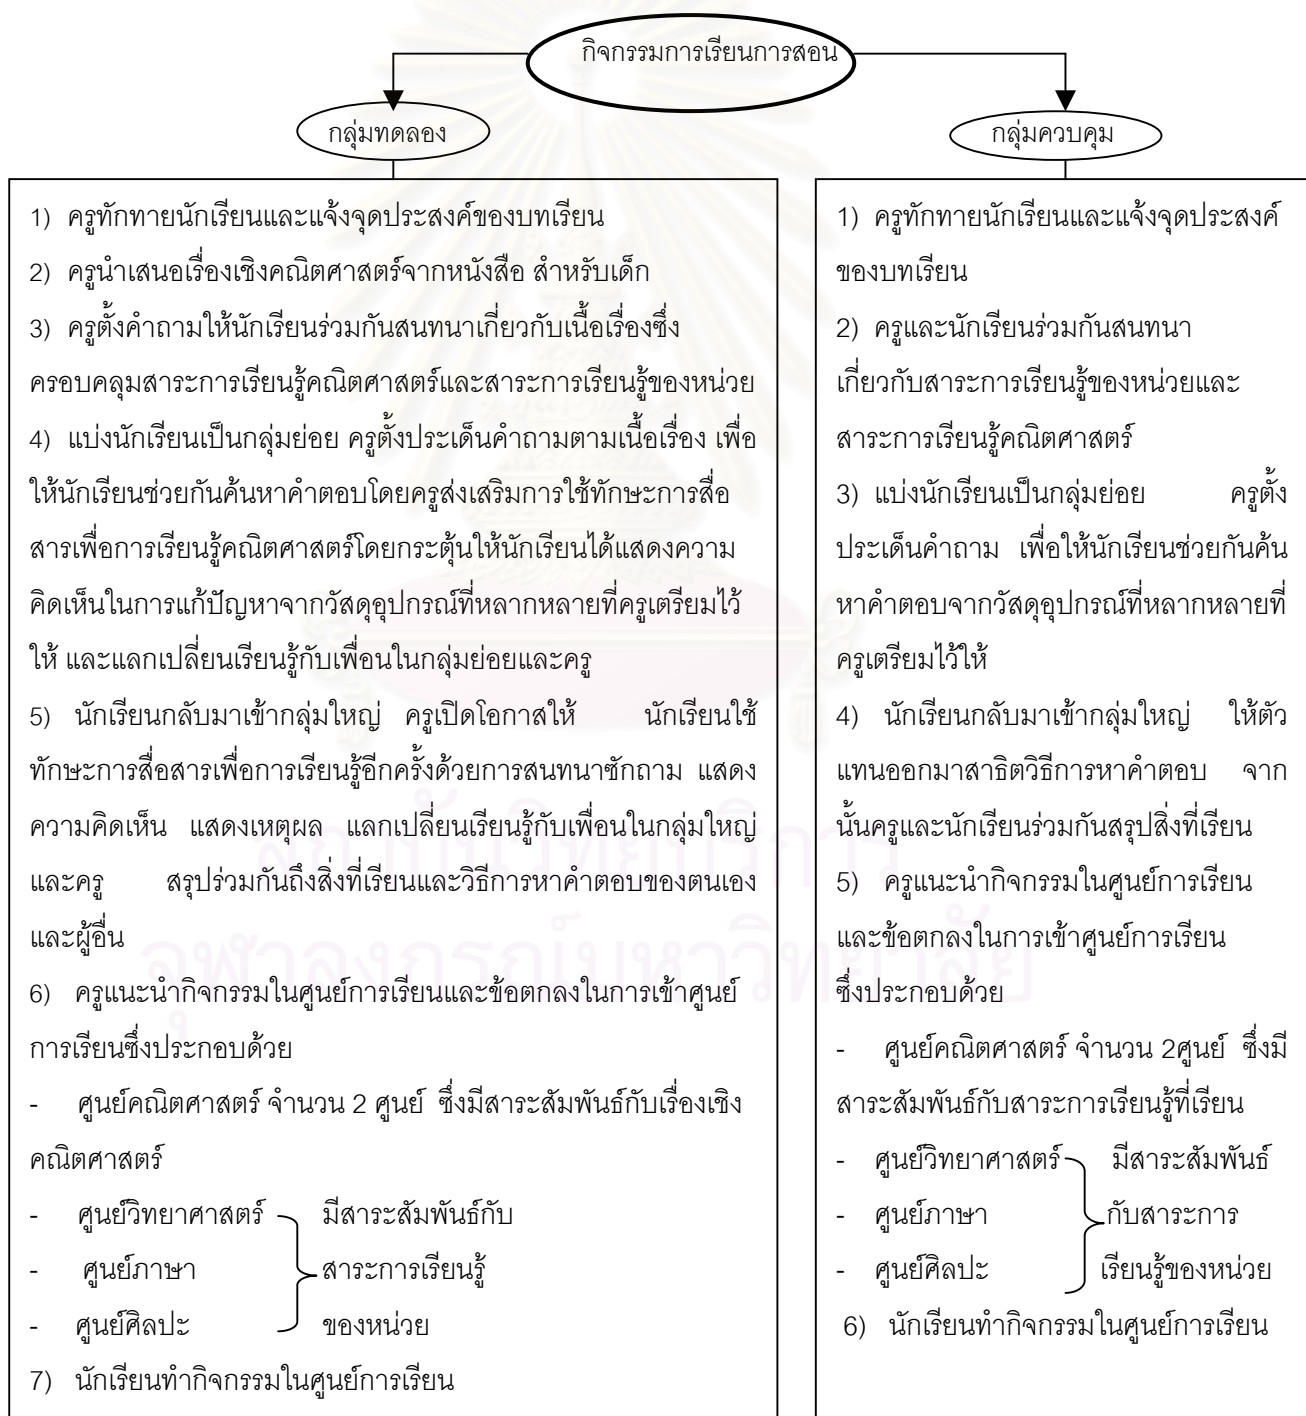 กิจกรรมการเรียนการสอน
กลุ่มทดลอง
1) ครูทักทายนักเรียนและแจ้งจุดประสงค์ของบทเรียน
2) ครูนำเสนอเรื่องเชิงคณิตศาสตร์จากหนังสือ สำหรับเด็ก
3) ครูตั้งคำถามให้นักเรียนร่วมกันสนทนาเกี่ยวกับเนื้อเรื่องซึ่ง
ครอบคลุมสาระการเรียนรู้คณิตศาสตร์และสาระการเรียนรู้ของหน่วย
4) แบ่งนักเรียนเป็นกลุ่มย่อย ครูตั้งประเด็นคำถามตามเนื้อเรื่อง เพื่อ
ให้นักเรียนช่วยกันค้นหาคำตอบโดยครูส่งเสริมการใช้ทักษะการสื่อ
สารเพื่อการเรียนรู้คณิตศาสตร์โดยกระตุ้นให้นักเรียนได้แสดงความ
คิดเห็นในการแก้ปัญหาจากวัสดุอุปกรณ์ที่หลากหลายที่ครูเตรียมไว้
ให้ และแลกเปลี่ยนเรียนรู้กับเพื่อนในกลุ่มย่อยและครู
5) นักเรียนกลับมาเข้ากลุ่มใหญ่ ครูเปิดโอกาสให้ นักเรียนใช้
ทักษะการสื่อสารเพื่อการเรียนรู้อีกครั้งด้วยการสนทนาซักถาม แสดง
ความคิดเห็น แสดงเหตุผล แลกเปลี่ยนเรียนรู้กับเพื่อนในกลุ่มใหญ่
และครู สรุปร่วมกันถึงสิ่งที่เรียนและวิธีการหาคำตอบของตนเอง
และผู้อื่น
6) ครูแนะนำกิจกรรมในศูนย์การเรียนและข้อตกลงในการเข้าศูนย์
การเรียนซึ่งประกอบด้วย
- ศูนย์คณิตศาสตร์ จำนวน 2 ศูนย์ ซึ่งมีสาระสัมพันธ์กับเรื่องเชิง
คณิตศาสตร์
- ศูนย์วิทยาศาสตร์ มีสาระสัมพันธ์กับ
- ศูนย์ภาษา สาระการเรียนรู้
- ศูนย์ศิลปะ ของหน่วย
7) นักเรียนทำกิจกรรมในศูนย์การเรียน
กลุ่มควบคุม
1) ครูทักทายนักเรียนและแจ้งจุดประสงค์
ของบทเรียน
2) ครูและนักเรียนร่วมกันสนทนา
เกี่ยวกับสาระการเรียนรู้ของหน่วยและ
สาระการเรียนรู้คณิตศาสตร์
3) แบ่งนักเรียนเป็นกลุ่มย่อย ครูตั้ง
ประเด็นคำถาม เพื่อให้นักเรียนช่วยกันค้น
หาคำตอบจากวัสดุอุปกรณ์ที่หลากหลายที่
ครูเตรียมไว้ให้
4) นักเรียนกลับมาเข้ากลุ่มใหญ่ ให้ตัว
แทนออกมาสาธิตวิธีการหาคำตอบ จาก
นั้นครูและนักเรียนร่วมกันสรุปสิ่งที่เรียน
5) ครูแนะนำกิจกรรมในศูนย์การเรียน
และข้อตกลงในการเข้าศูนย์การเรียน
ซึ่งประกอบด้วย
- ศูนย์คณิตศาสตร์ จำนวน 2ศูนย์ ซึ่งมี
สาระสัมพันธ์กับสาระการเรียนรู้ที่เรียน
- ศูนย์วิทยาศาสตร์ มีสาระสัมพันธ์
- ศูนย์ภาษา กับสาระการ
- ศูนย์ศิลปะ เรียนรู้ของหน่วย
6) นักเรียนทำกิจกรรมในศูนย์การเรียน
สถาบันวิทยบริการ
จุฬาลงกรณ์มหาวิทยาลัย